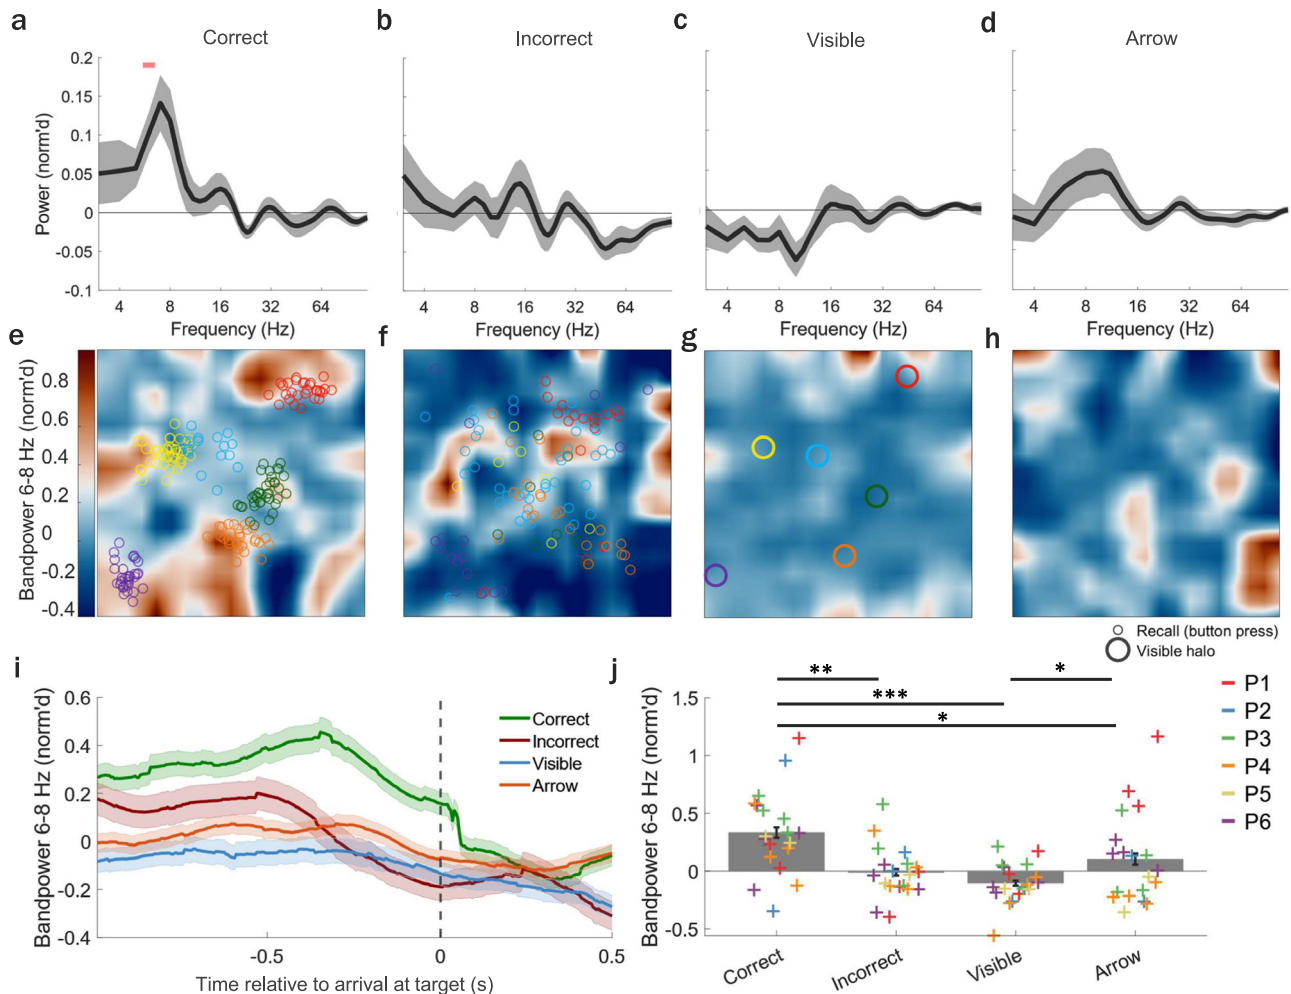 a b c d
Correct Incorrect Visible Arrow
0.2
0.15
0.1
0.05
0
-0.05
-0.1
Power (norm'd)
4 8 16 32 64 4 8 16 32 64 4 8 16 32 64 4 8 16 32 64
Frequency (Hz) Frequency (Hz) Frequency (Hz) Frequency (Hz)
e f g h
Bandpower 6-8 Hz (norm'd)
0.8
0.6
0.4
0.2
0
-0.2
-0.4
Recall (button press)
Visible halo
i
Bandpower 6-8 Hz (norm'd)
0.6
0.4
0.2
0
-0.2
-0.4
Correct
Incorrect
Visible
Arrow
-0.5 0 0.5
Time relative to arrival at target (s)
j
Bandpower 6-8 Hz (norm'd)
1.5
1
0.5
0
-0.5
** *
***
*
P1
P2
P3
P4
P5
P6
Correct Incorrect Visible Arrow